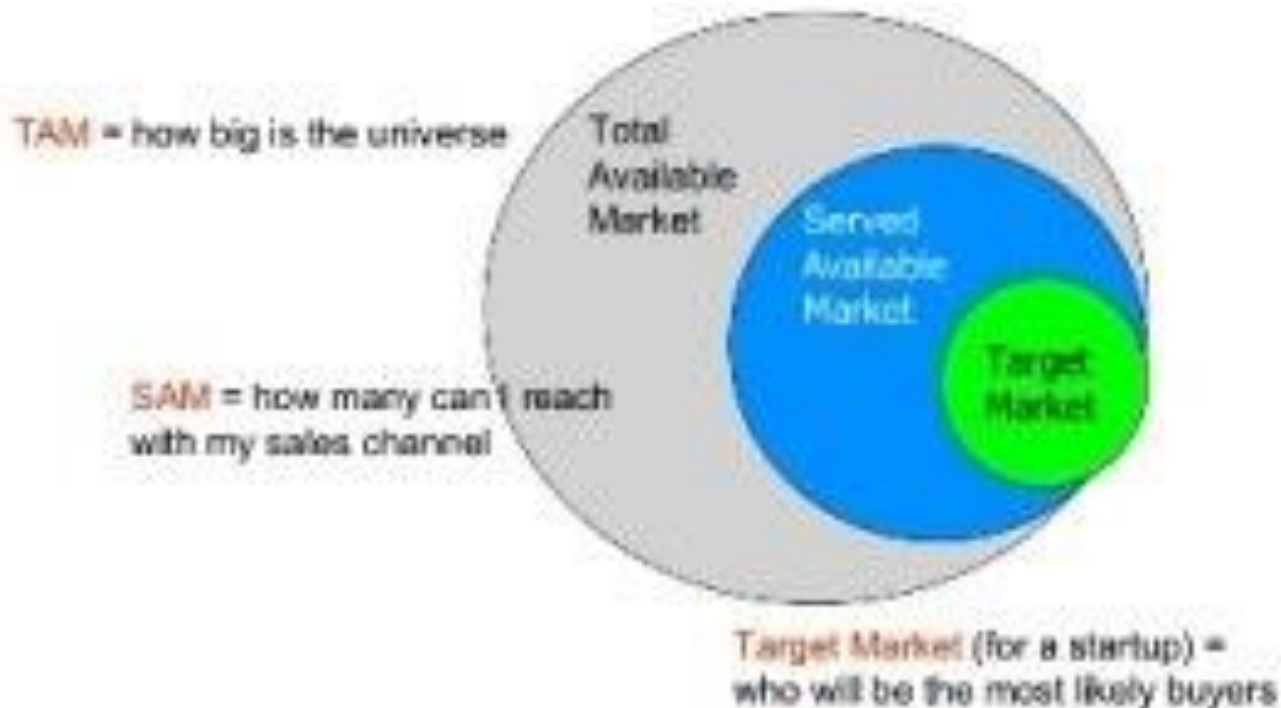 TAM = how big is the universe
Total
Available
Market
Served
Available
Market
SAM = how many can I reach
with my sales channel
Target
Market
Target Market (for a startup) =
who will be the most likely buyers